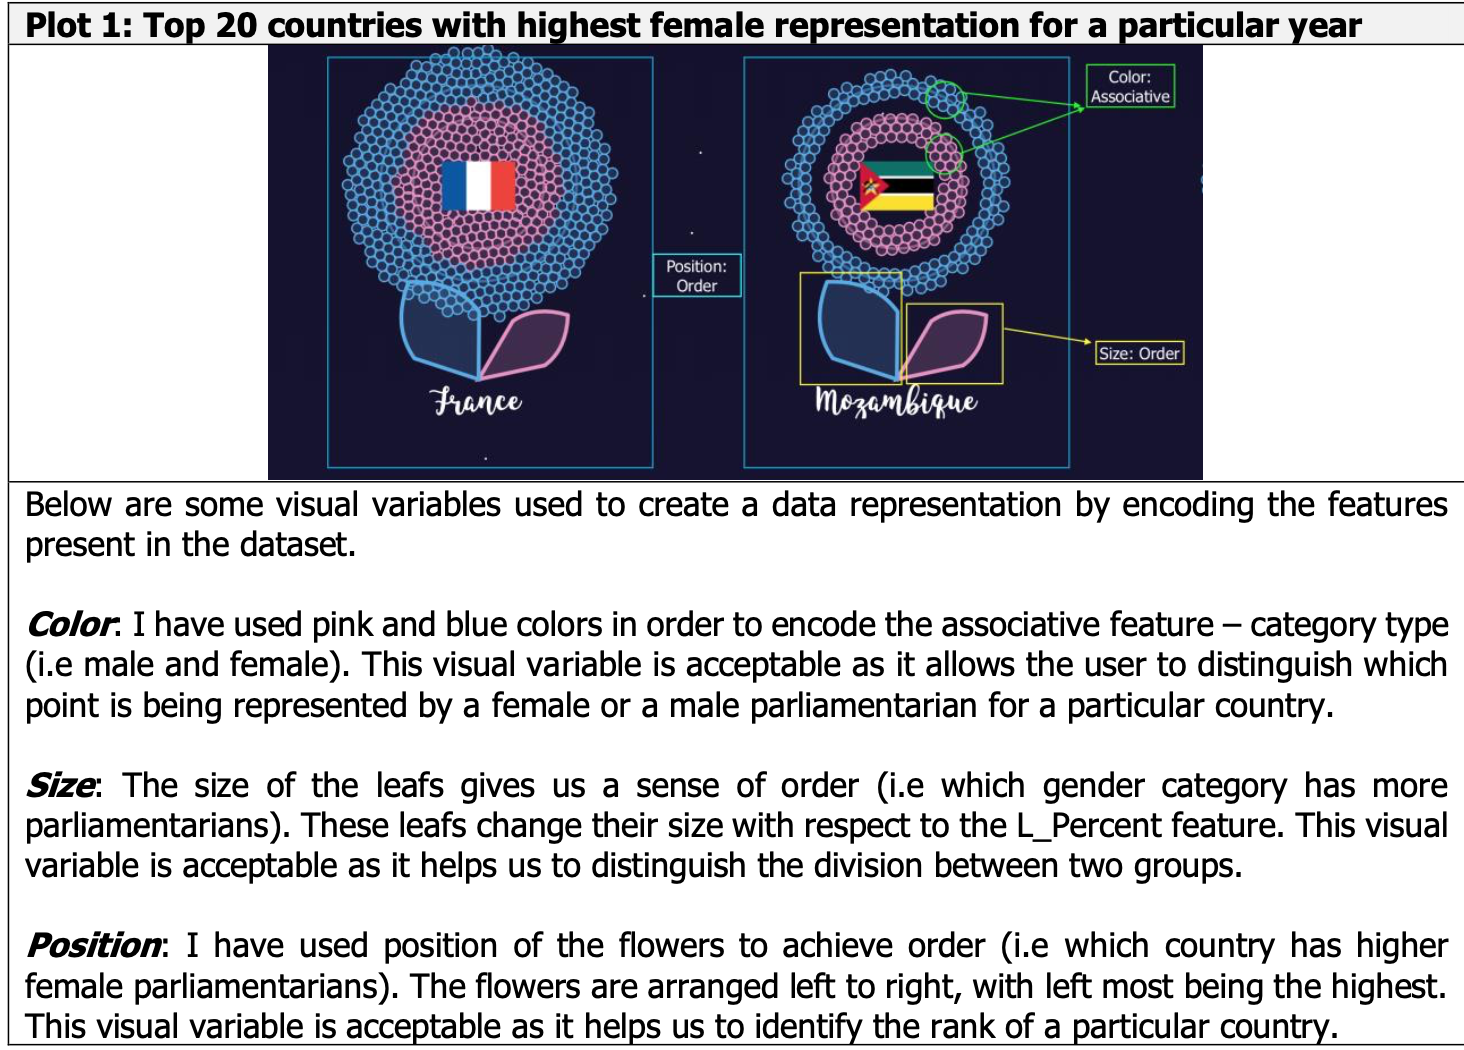 Plot 1: Top 20 countries with highest female representation for a particular year
Color:
Associative
Position:
Order
Size: Order
France
Mozambique
Below are some visual variables used to create a data representation by encoding the features
present in the dataset.
Color: I have used pink and blue colors in order to encode the associative feature – category type
(i.e male and female). This visual variable is acceptable as it allows the user to distinguish which
point is being represented by a female or a male parliamentarian for a particular country.
Size: The size of the leafs gives us a sense of order (i.e which gender category has more
parliamentarians). These leafs change their size with respect to the L_Percent feature. This visual
variable is acceptable as it helps us to distinguish the division between two groups.
Position: I have used position of the flowers to achieve order (i.e which country has higher
female parliamentarians). The flowers are arranged left to right, with left most being the highest.
This visual variable is acceptable as it helps us to identify the rank of a particular country.